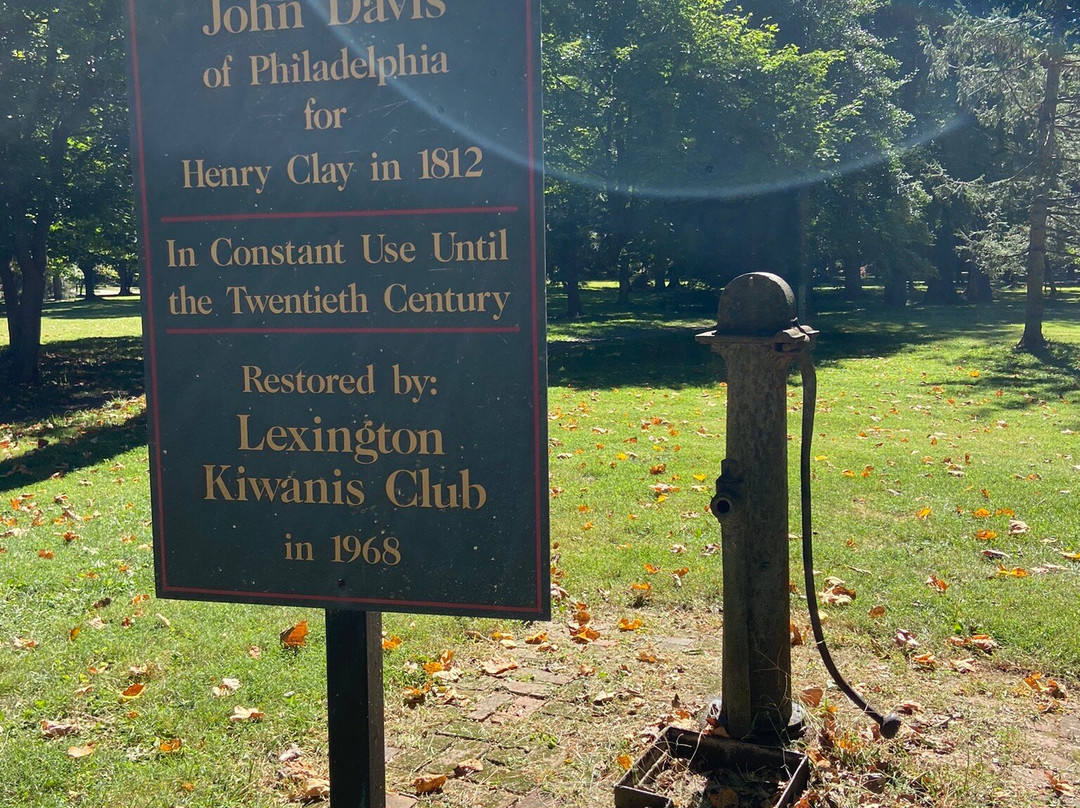 John Davis
of Philadelphia
for
Henry Clay in 1812
In Constant Use Until
the Twentieth Century
Restored by:
Lexington
Kiwanis Club
in 1968